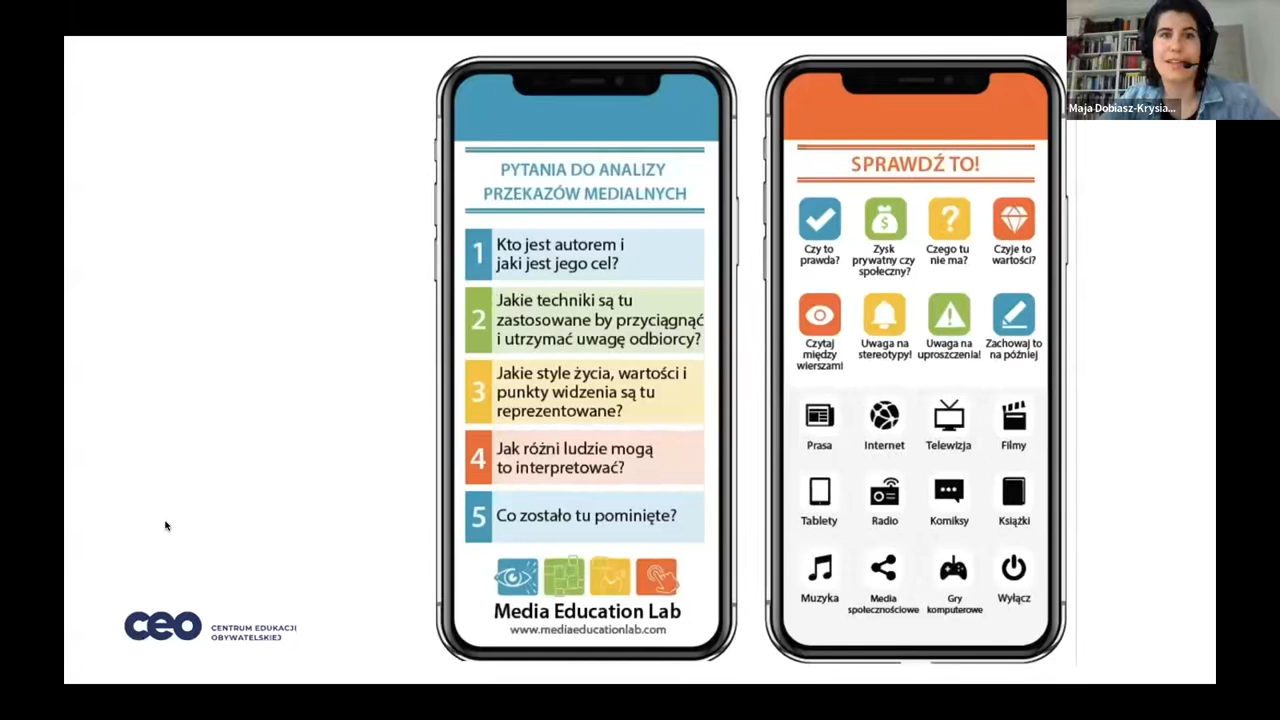 Maja Dobiasz-Krysia...
PYTANIA DO ANALIZY
PRZEKAZÓW MEDIALNYCH
1
Kto jest autorem i
jaki jest jego cel?
2
Jakie techniki są tu
zastosowane by przyciągnąć
i utrzymać uwagę odbiorcy?
3
Jakie style życia, wartości i
punkty widzenia są tu
reprezentowane?
4
Jak różni ludzie mogą
to interpretować?
5
Co zostało tu pominięte?
Media Education Lab
www.mediaeducationlab.com
SPRAWDŹ TO!
Czy to
prawda?
Zysk
prywatny czy
społeczny?
Czego tu
nie ma?
Czyje to
wartości?
Czytaj
między
wierszami
Uwaga na
stereotypy!
Uwaga na
uproszczenia!
Zachowaj to
na później
Prasa
Internet
Telewizja
Filmy
Tablety
Radio
Komiksy
Książki
Muzyka
Media
społecznościowe
Gry
komputerowe
Wyłącz
ceo
CENTRUM EDUKACJI
OBYWATELSKIEJ